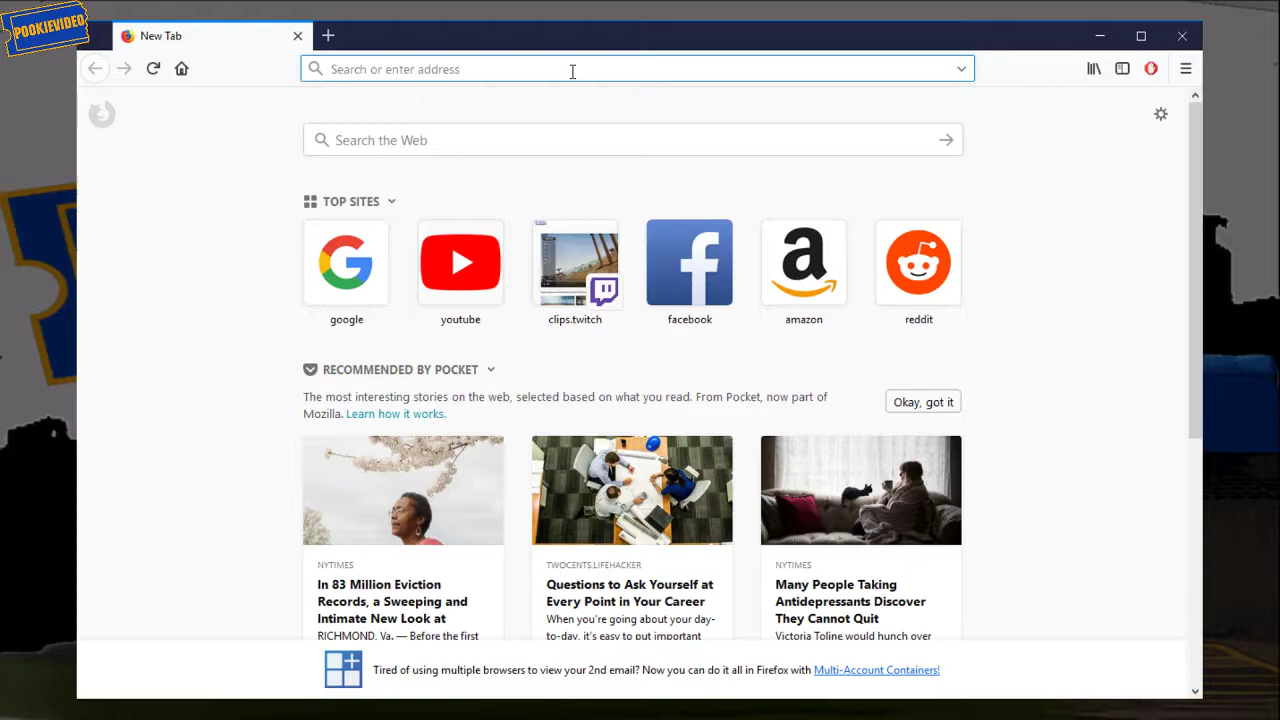 POOKIEVIDEO
New Tab
Search or enter address
Search the Web
TOP SITES
google
youtube
clips.twitch
facebook
amazon
reddit
RECOMMENDED BY POCKET
The most interesting stories on the web, selected based on what you read. From Pocket, now part of
Mozilla. Learn how it works.
Okay, got it
NYTIMES
In 83 Million Eviction
Records, a Sweeping and
Intimate New Look at
RICHMOND, Va. — Before the first
TWOCENTS.LIFEHACKER
Questions to Ask Yourself at
Every Point in Your Career
When you're going about your day-
to-day, it's easy to put important
NYTIMES
Many People Taking
Antidepressants Discover
They Cannot Quit
Victoria Toline would hunch over
Tired of using multiple browsers to view your 2nd email? Now you can do it all in Firefox with Multi-Account Containers!